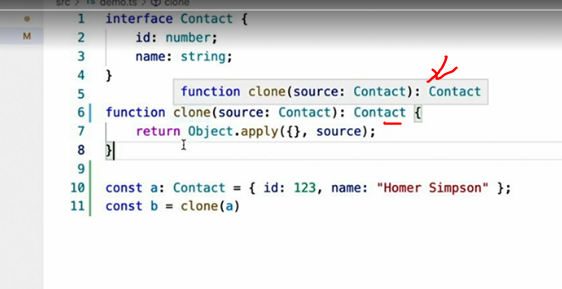 src > TS demo.ts > clone
M
1 interface Contact {
2 id: number;
3 name: string;
4 }
5
function clone(source: Contact): Contact
6 function clone(source: Contact): Contact {
7 return Object.apply({}, source);
8 }
9
10 const a: Contact = { id: 123, name: "Homer Simpson" };
11 const b = clone(a)